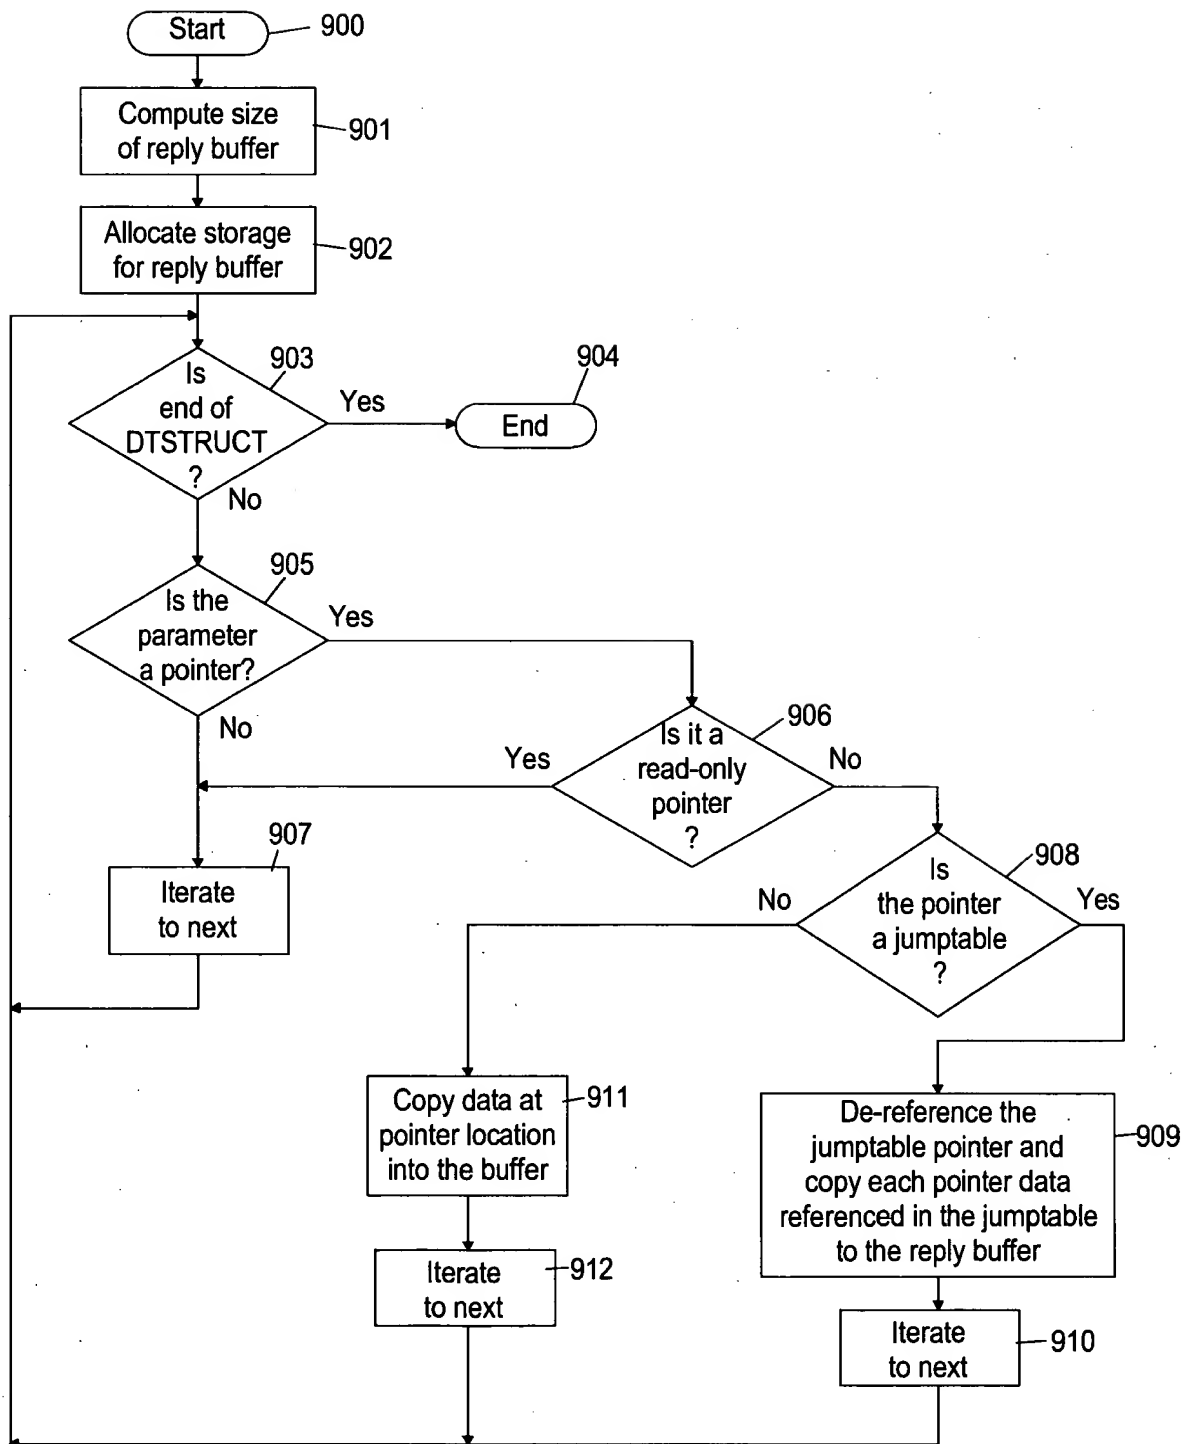 Start
900
Compute size
of reply buffer
901
Allocate storage
for reply buffer
902
903
Is
end of
DTSTRUCT
?
Yes
904
End
No
905
Is the
parameter
a pointer?
Yes
No
906
Is it a
read-only
pointer
?
Yes
No
907
Iterate
to next
908
Is
the pointer
a jumptable
?
No
Yes
Copy data at
pointer location
into the buffer
911
De-reference the
jumptable pointer and
copy each pointer data
referenced in the jumptable
to the reply buffer
909
Iterate
to next
912
Iterate
to next
910